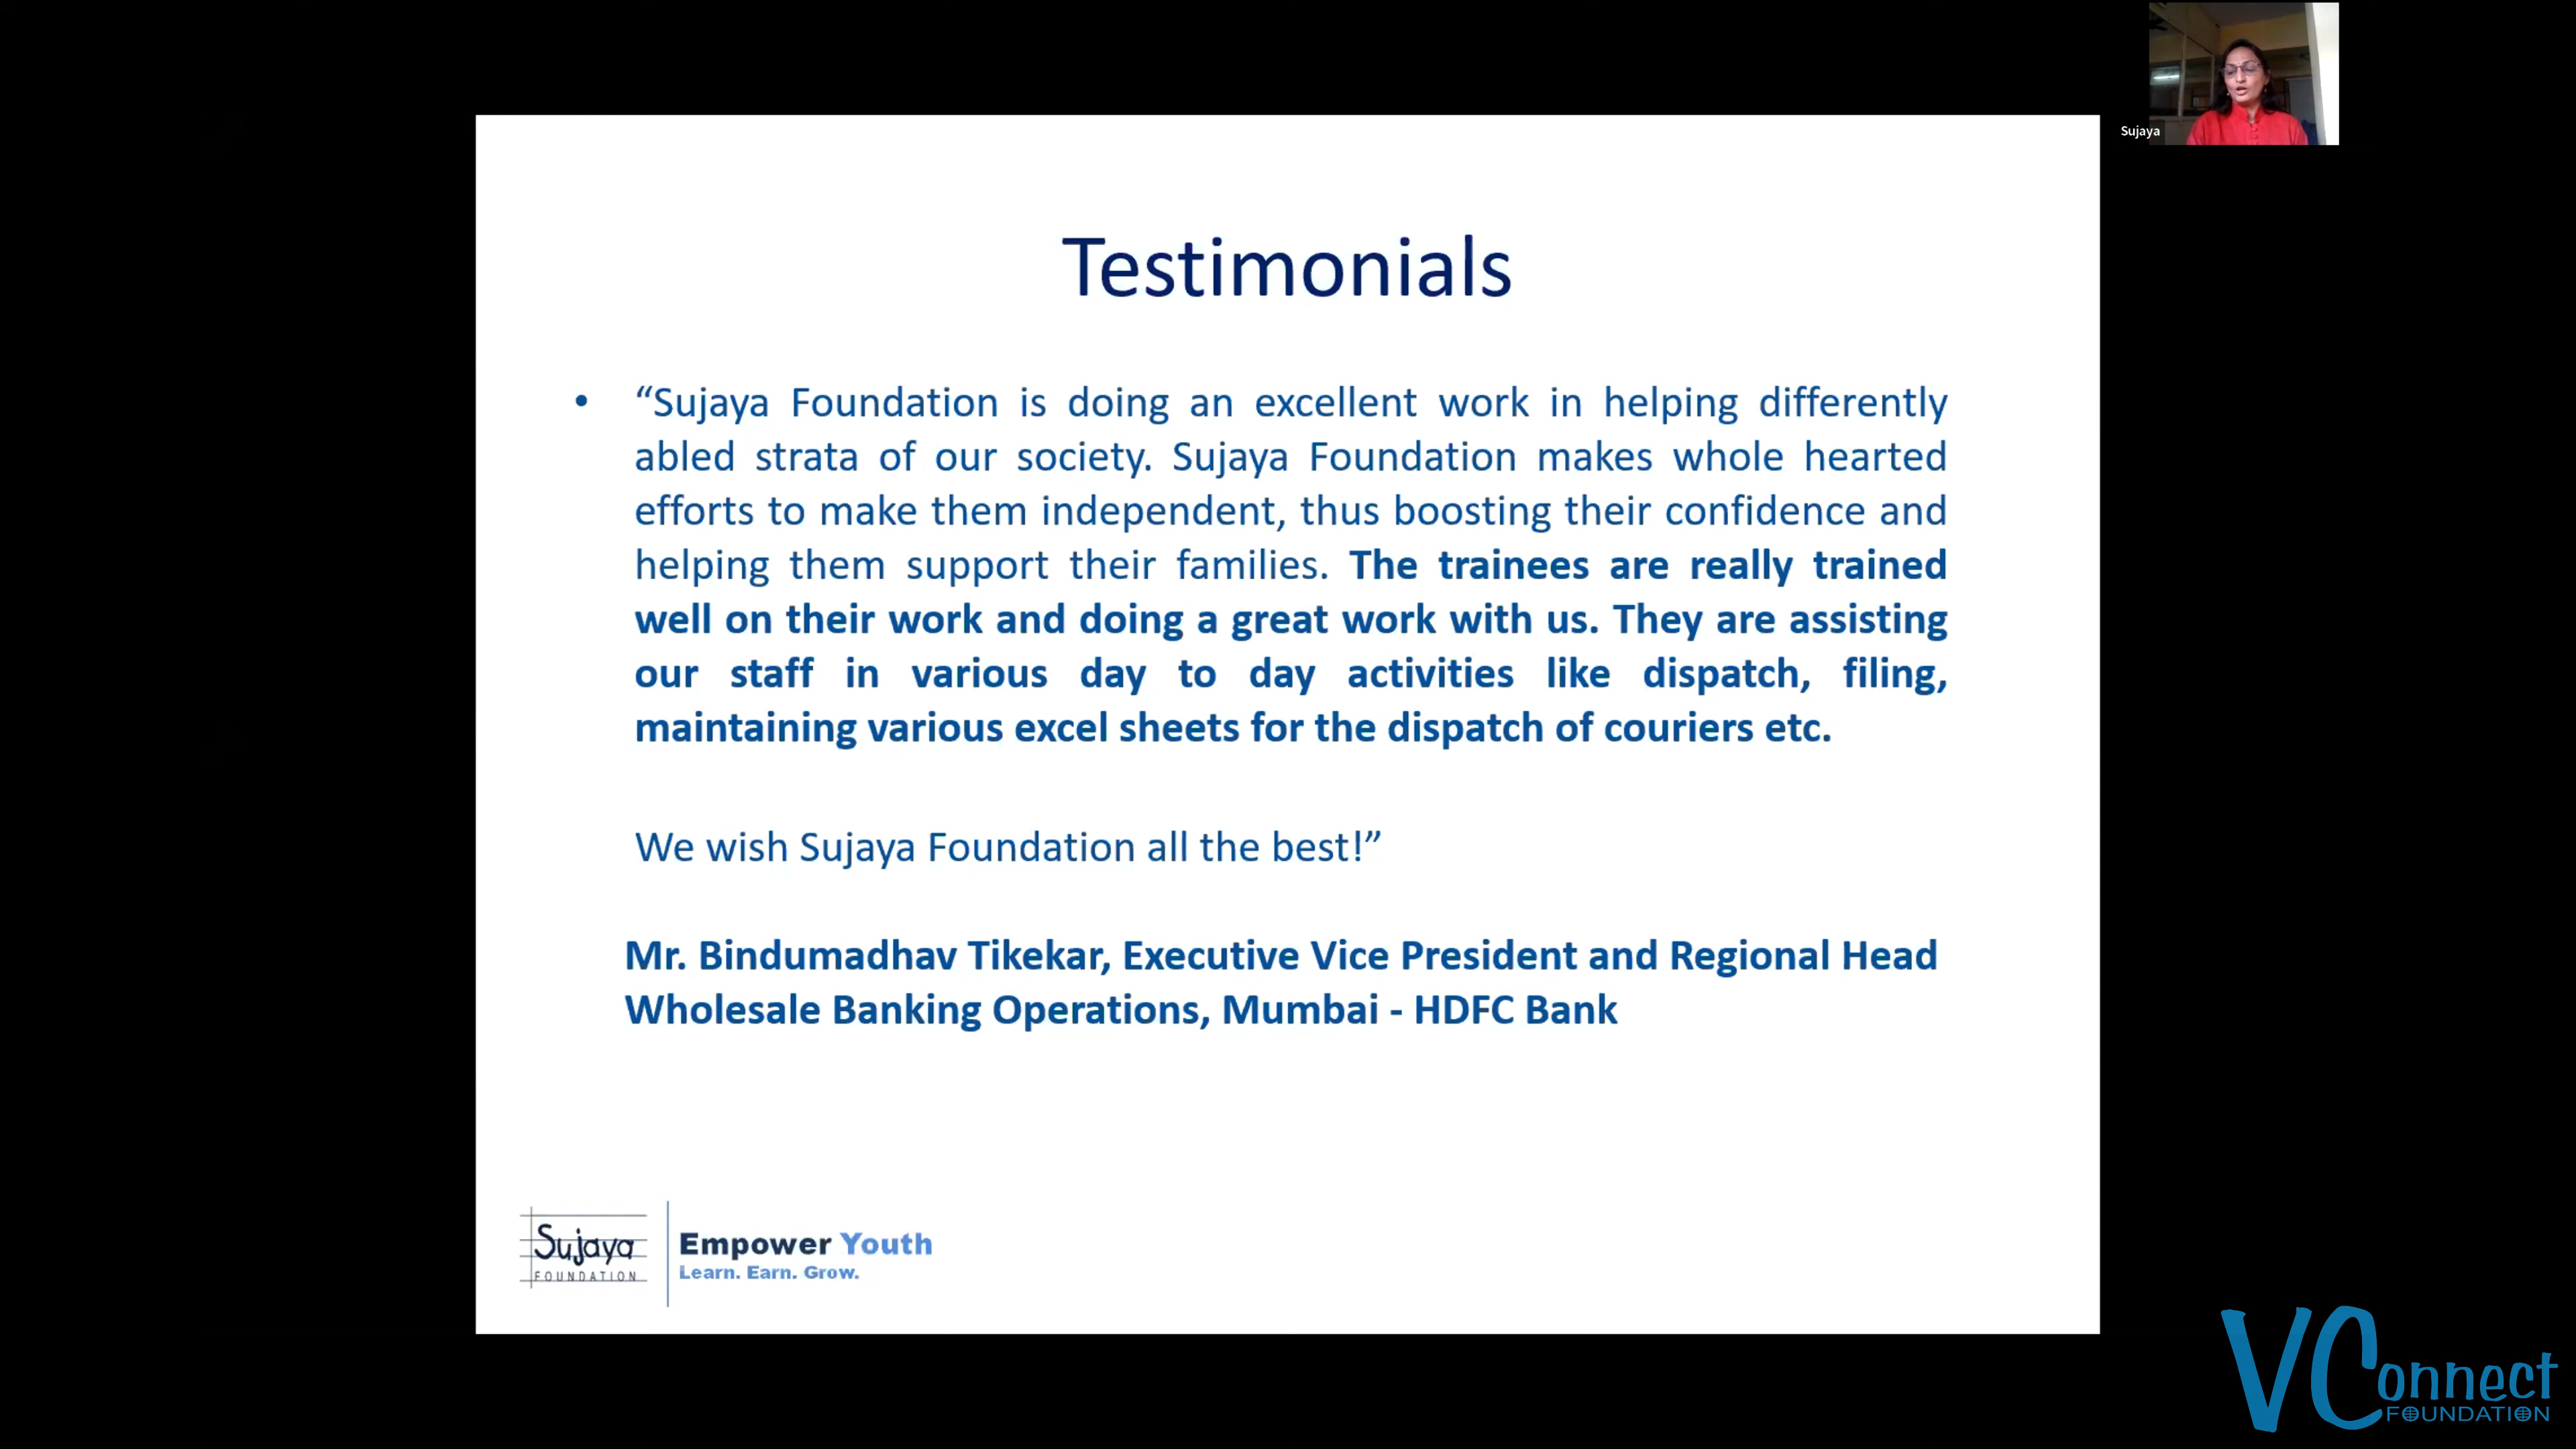 Sujaya
Testimonials
• “Sujaya Foundation is doing an excellent work in helping differently
abled strata of our society. Sujaya Foundation makes whole hearted
efforts to make them independent, thus boosting their confidence and
helping them support their families. The trainees are really trained
well on their work and doing a great work with us. They are assisting
our staff in various day to day activities like dispatch, filing,
maintaining various excel sheets for the dispatch of couriers etc.
We wish Sujaya Foundation all the best!”
Mr. Bindumadhav Tikekar, Executive Vice President and Regional Head
Wholesale Banking Operations, Mumbai - HDFC Bank
Sujaya
FOUNDATION
Empower Youth
Learn. Earn. Grow.
VConnect
FOUNDATION